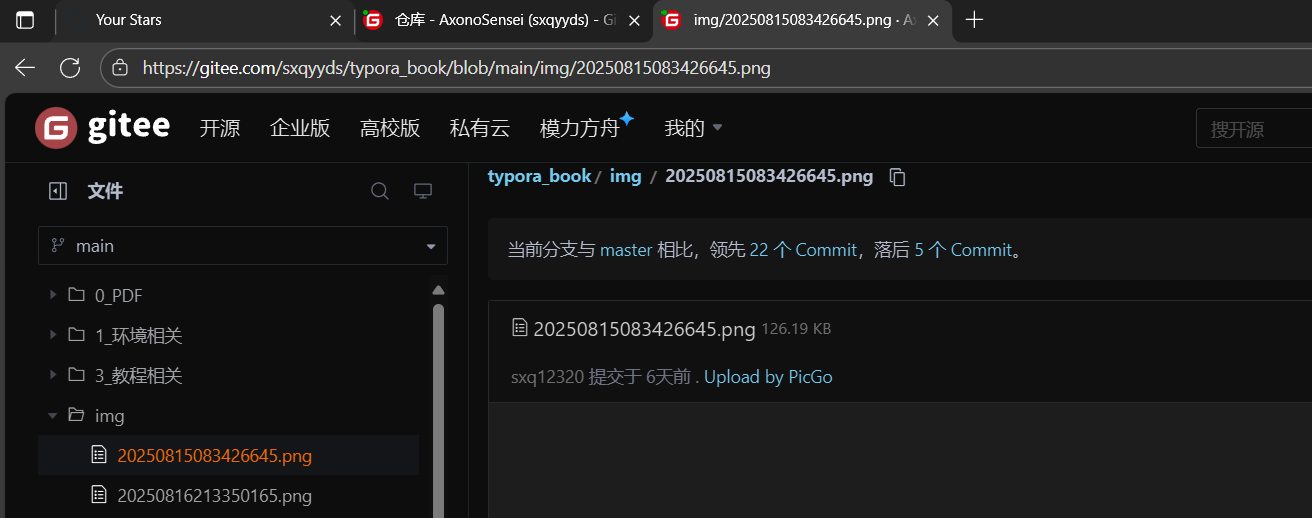 Your Stars
仓库 - AxonoSensei (sxqyyds) - Gi
img/20250815083426645.png · Ax
https://gitee.com/sxqyyds/typora_book/blob/main/img/20250815083426645.png
gitee 开源 企业版 高校版 私有云 模力方舟 我的 搜开源
文件
typora_book / img / 20250815083426645.png
main
当前分支与 master 相比，领先 22 个 Commit，落后 5 个 Commit。
0_PDF
1_环境相关
3_教程相关
img
20250815083426645.png
20250816213350165.png
20250815083426645.png 126.19 KB
sxq12320 提交于 6天前 . Upload by PicGo